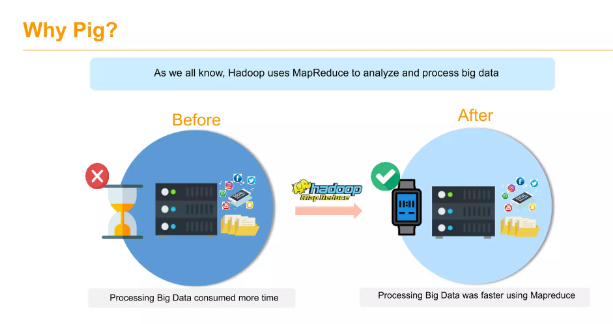 Why Pig?
As we all know, Hadoop uses MapReduce to analyze and process big data
Before
After
hadoop
Map Reduce
Processing Big Data consumed more time
Processing Big Data was faster using Mapreduce